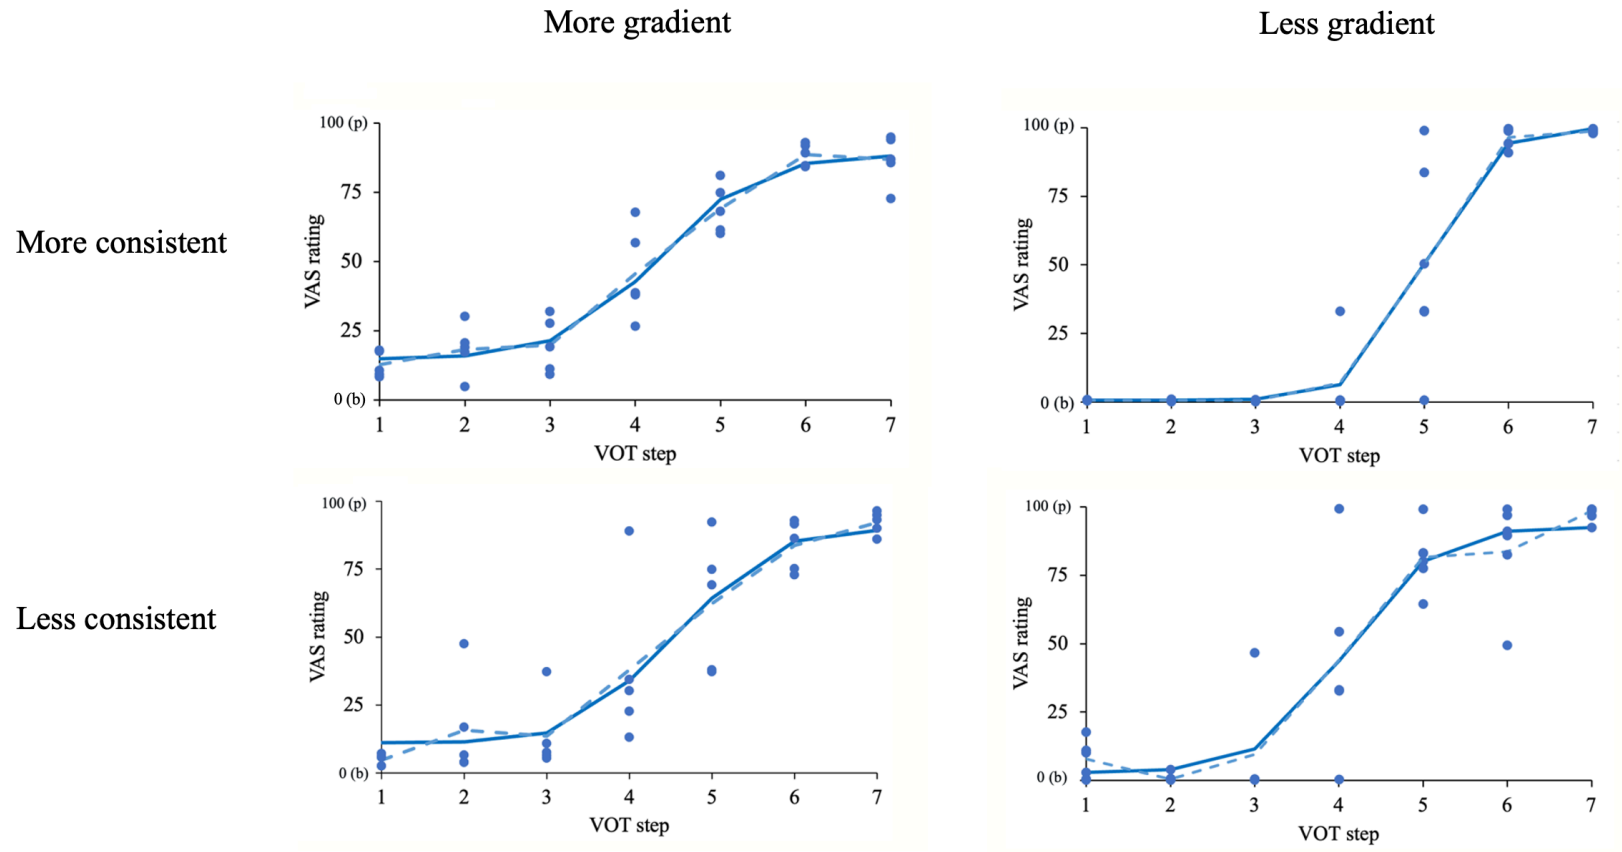 More gradient
Less gradient
More consistent
Less consistent
100 (p)
75
50
25
0 (b)
VAS rating
1 2 3 4 5 6 7
VOT step
100 (p)
75
50
25
0 (b)
VAS rating
1 2 3 4 5 6 7
VOT step
100 (p)
75
50
25
0 (b)
VAS rating
1 2 3 4 5 6 7
VOT step
100 (p)
75
50
25
0 (b)
VAS rating
1 2 3 4 5 6 7
VOT step